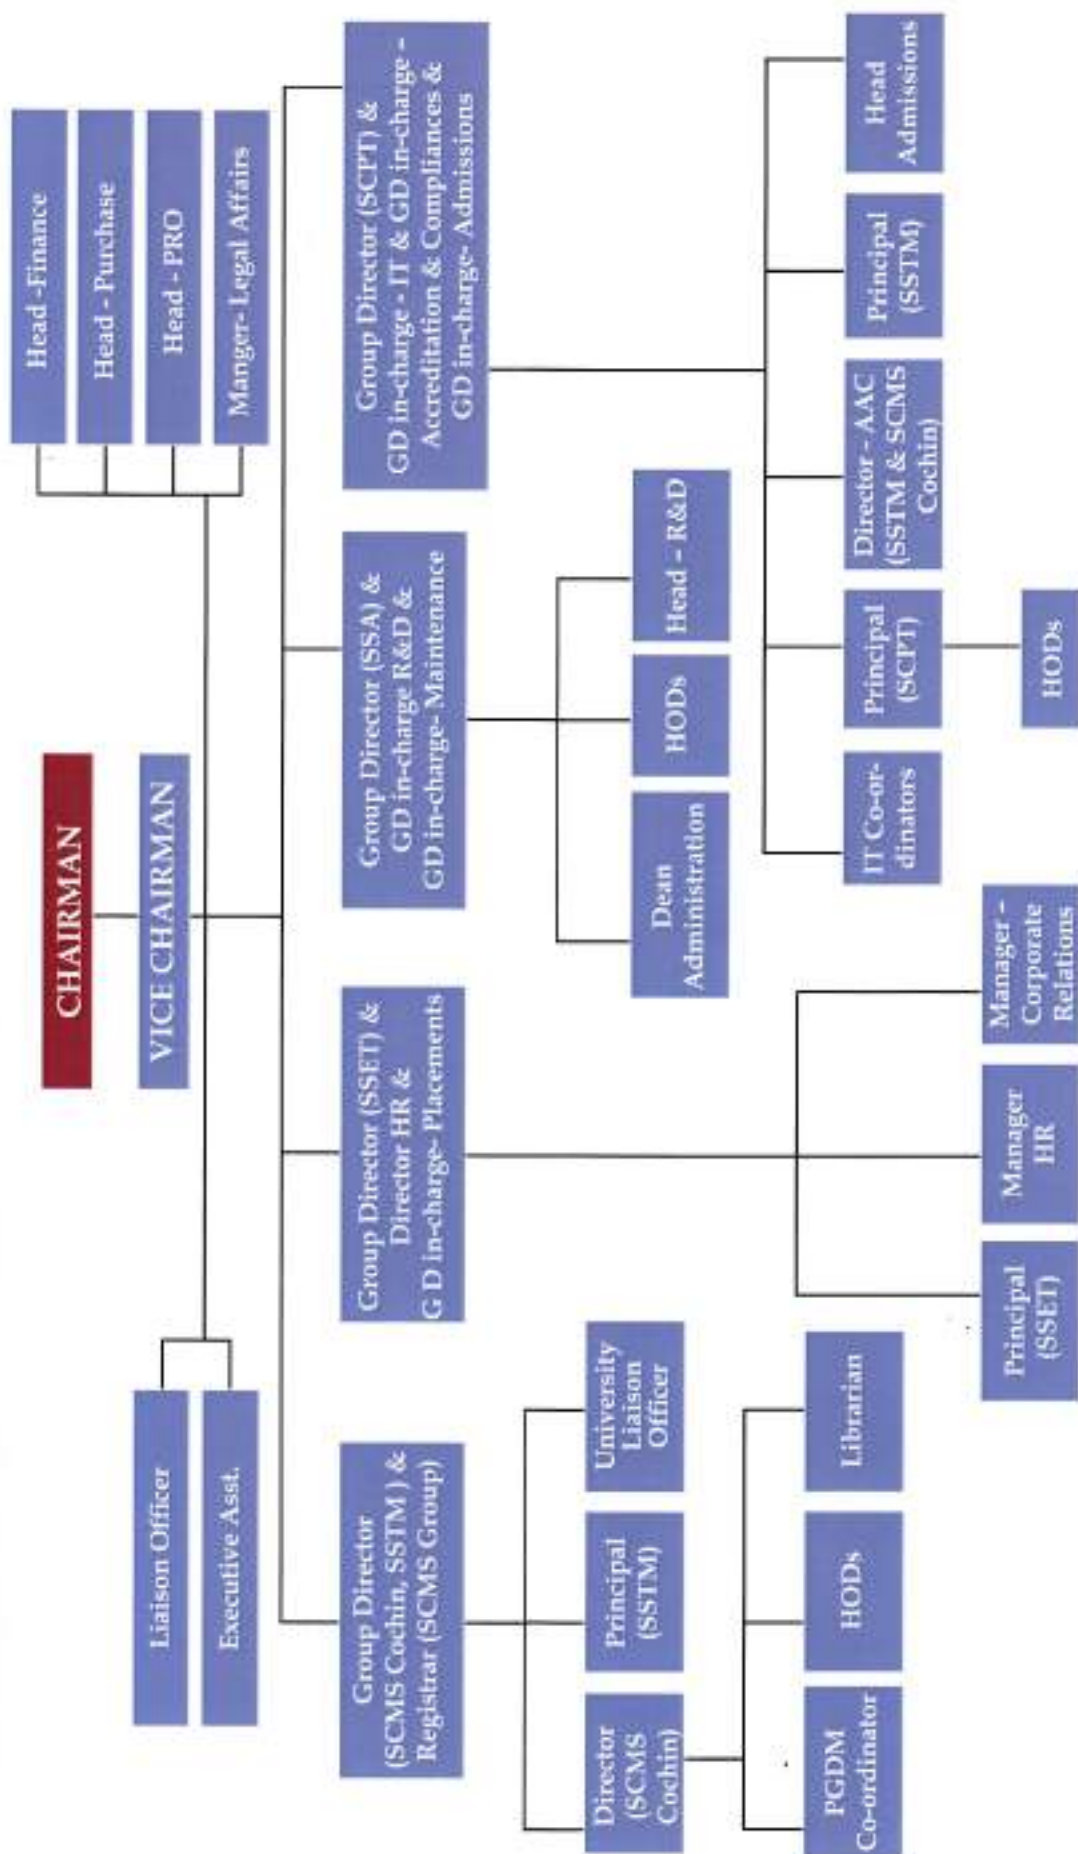 CHAIRMAN
VICE CHAIRMAN
Liaison Officer
Executive Asst.
Head -Finance
Head - Purchase
Head - PRO
Manger- Legal Affairs
Group Director
(SCMS Cochin, SSTM ) &
Registrar (SCMS Group)
Group Director (SSET) &
Director HR &
G D in-charge- Placements
Group Director (SSA) &
GD in-charge R&D &
GD in-charge- Maintenance
Group Director (SCPT) &
GD in-charge - IT & GD in-charge -
Accreditation & Compliances &
GD in-charge- Admissions
Director
(SCMS
Cochin)
Principal
(SSTM)
University
Liaison
Officer
PGDM
Co-ordinator
HODs
Librarian
Principal
(SSET)
Manager
HR
Manager –
Corporate
Relations
Dean
Administration
HODs
Head – R&D
IT Co-or-
dinators
Principal
(SCPT)
Director - AAC
(SSTM & SCMS
Cochin)
Principal
(SSTM)
Head
Admissions
HODs